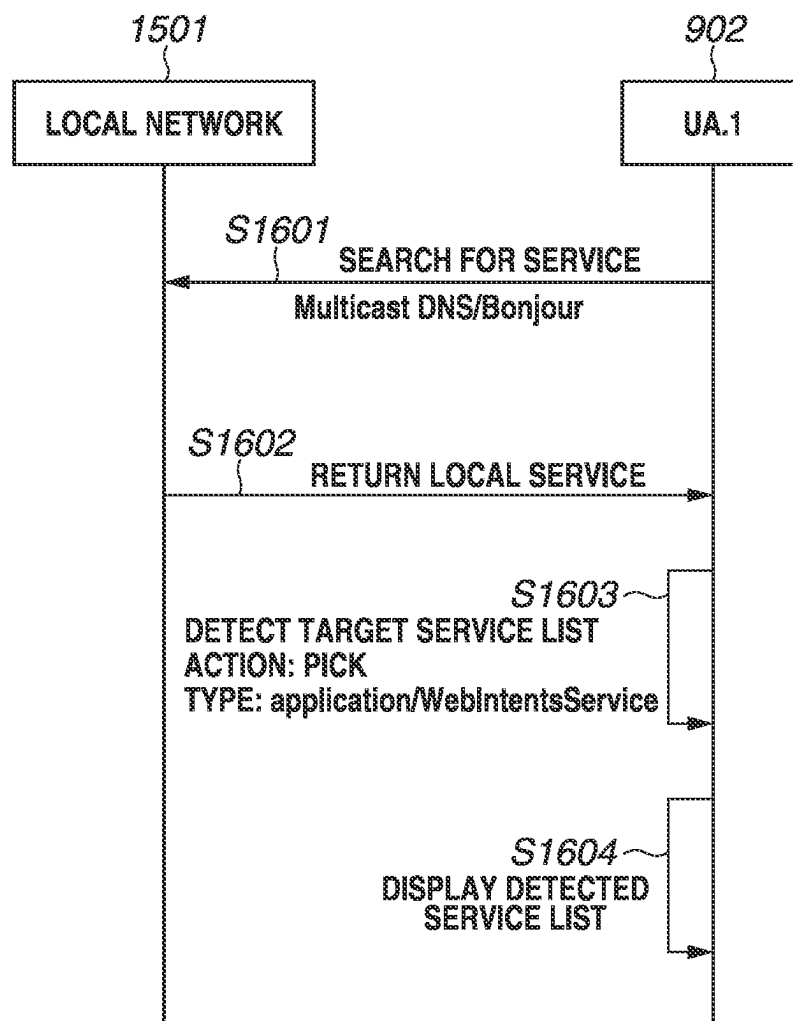 1501
902
LOCAL NETWORK
UA.1
S1601
SEARCH FOR SERVICE
Multicast DNS/Bonjour
S1602
RETURN LOCAL SERVICE
S1603
DETECT TARGET SERVICE LIST
ACTION: PICK
TYPE: application/WebIntentsService
S1604
DISPLAY DETECTED
SERVICE LIST